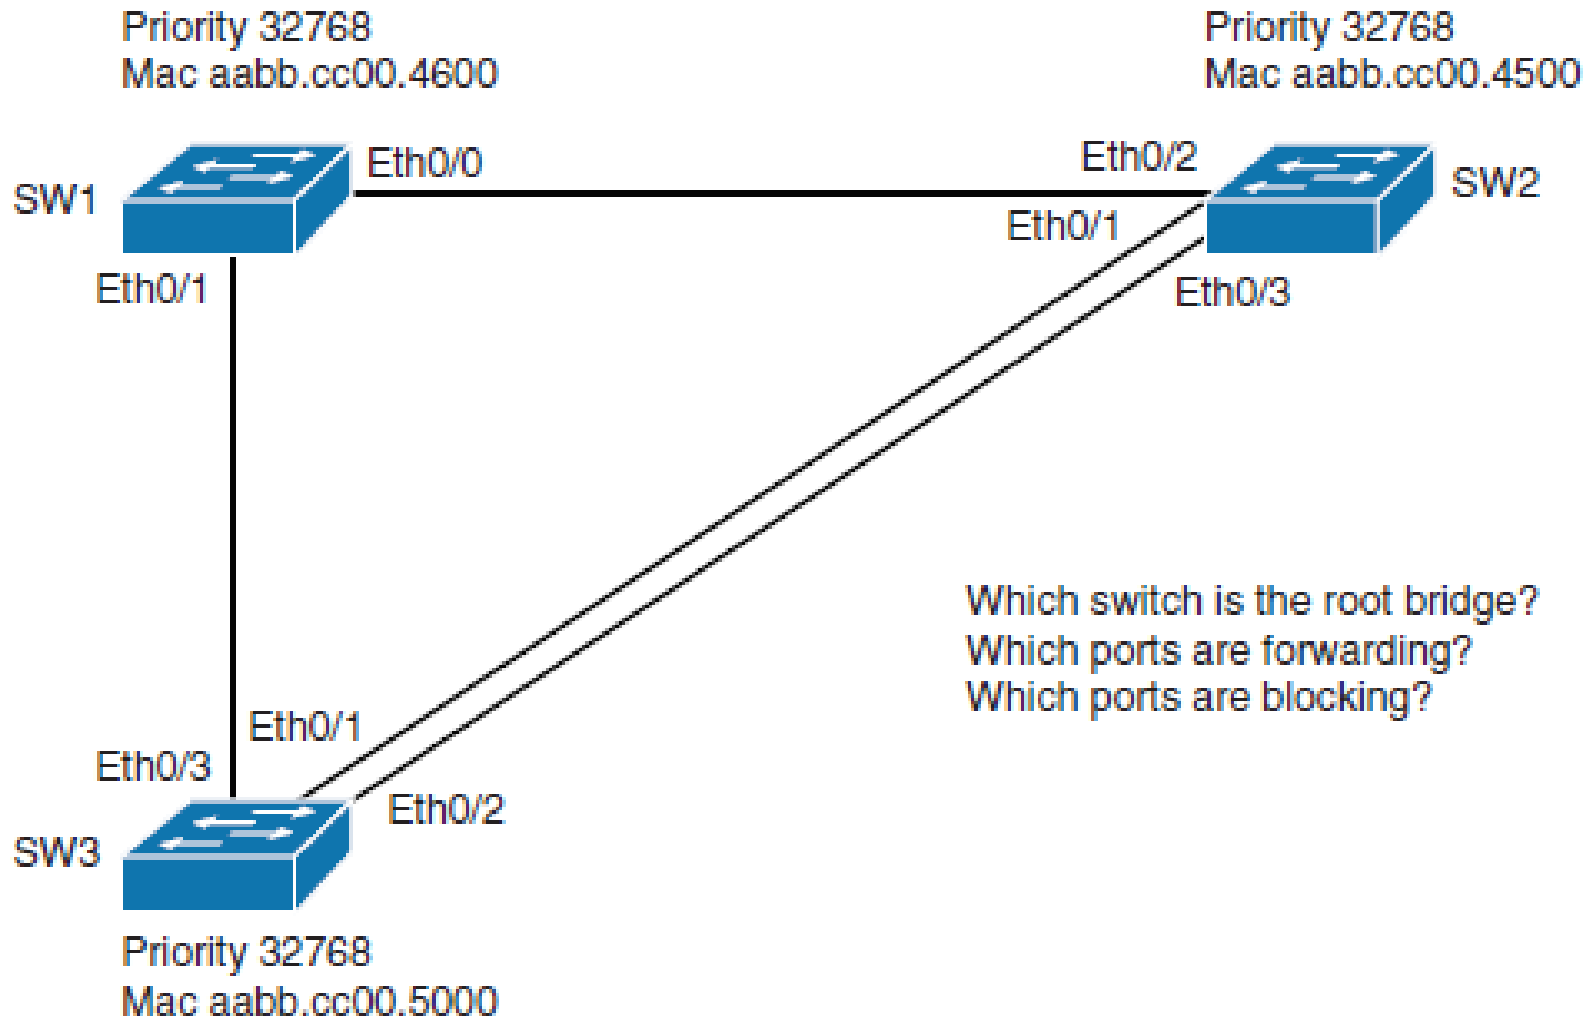 Priority 32768
Mac aabb.cc00.4600
Priority 32768
Mac aabb.cc00.4500
SW1
Eth0/0
Eth0/2
SW2
Eth0/1
Eth0/1
Eth0/3
Which switch is the root bridge?
Which ports are forwarding?
Which ports are blocking?
Eth0/1
Eth0/3
Eth0/2
SW3
Priority 32768
Mac aabb.cc00.5000